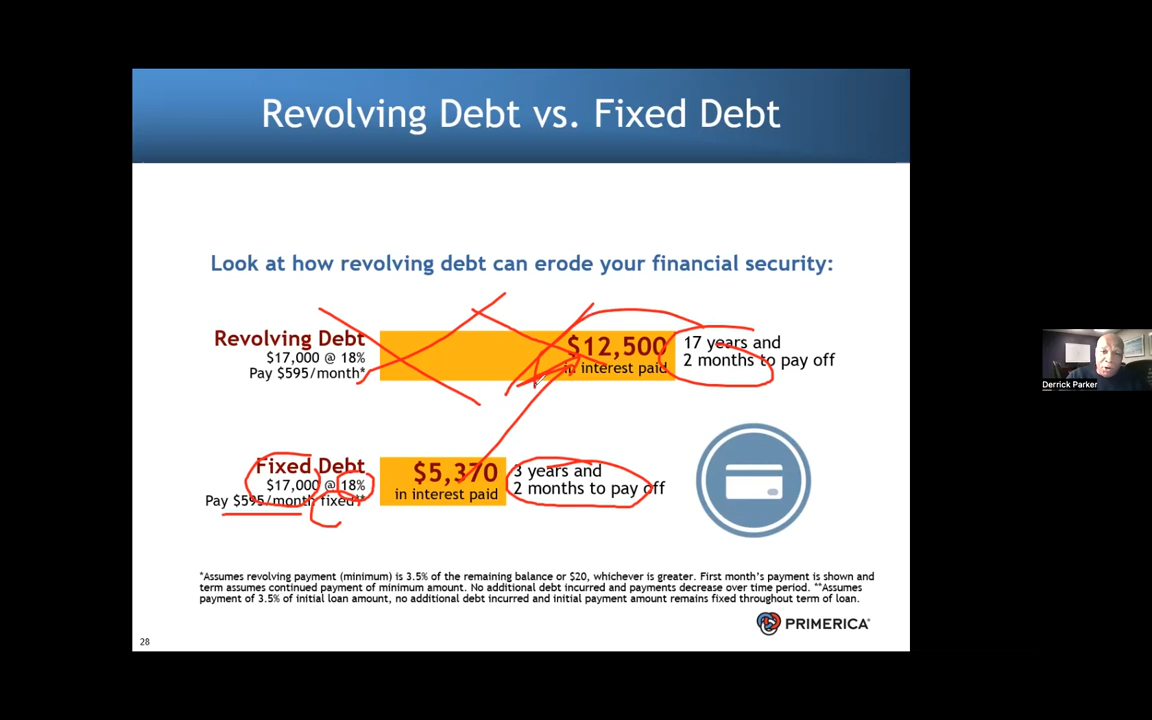 Revolving Debt vs. Fixed Debt
Look at how revolving debt can erode your financial security:
Revolving Debt
$17,000 @ 18%
Pay $595/month*
$12,500
in interest paid
17 years and
2 months to pay off
Derrick Parker
Fixed Debt
$17,000 @ 18%
Pay $595/month fixed**
$5,370
in interest paid
3 years and
2 months to pay off
*Assumes revolving payment (minimum) is 3.5% of the remaining balance or $20, whichever is greater. First month's payment is shown and
term assumes continued payment of minimum amount. No additional debt incurred and payments decrease over time period. **Assumes
payment of 3.5% of initial loan amount, no additional debt incurred and initial payment amount remains fixed throughout term of loan.
PRIMERICA®
28